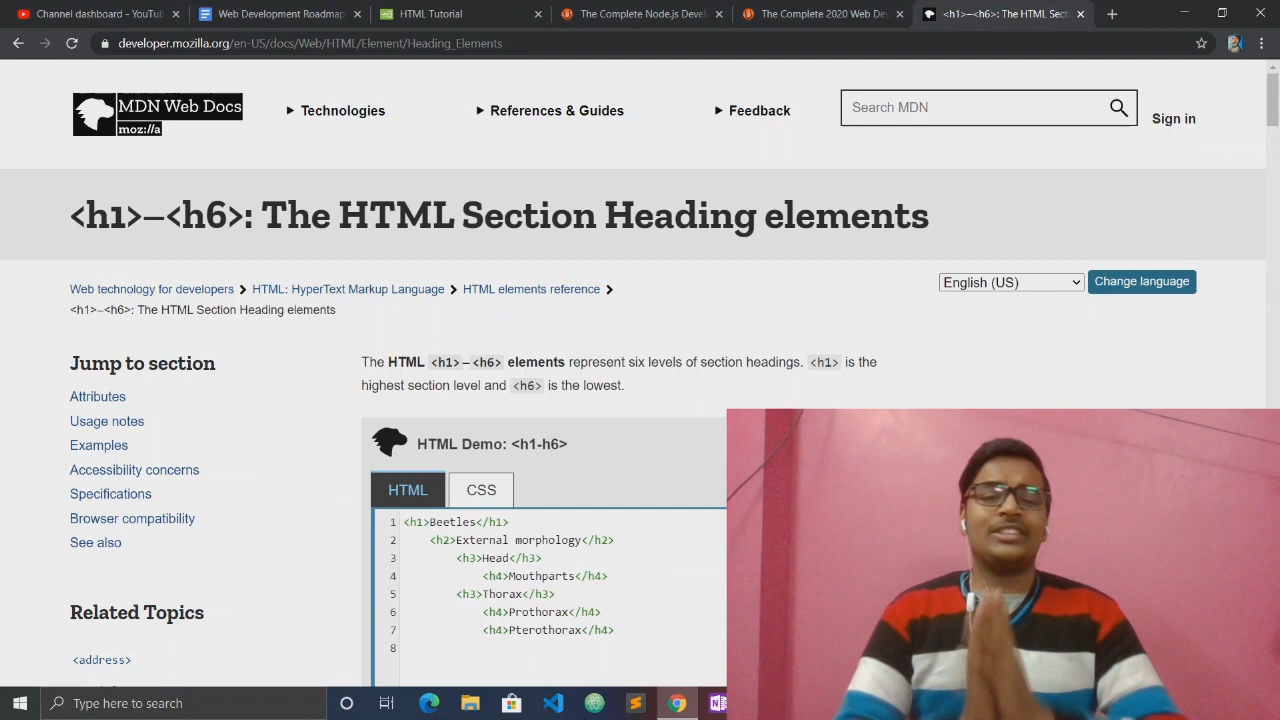 Channel dashboard - YouTu
Web Development Roadmap
HTML Tutorial
The Complete Node.js Devel
The Complete 2020 Web De
<h1>–<h6>: The HTML Sect
developer.mozilla.org/en-US/docs/Web/HTML/Element/Heading_Elements
MDN Web Docs
moz://a
Technologies
References & Guides
Feedback
Search MDN
Sign in
<h1>–<h6>: The HTML Section Heading elements
Web technology for developers
HTML: HyperText Markup Language
HTML elements reference
<h1>–<h6>: The HTML Section Heading elements
English (US)
Change language
Jump to section
Attributes
Usage notes
Examples
Accessibility concerns
Specifications
Browser compatibility
See also
Related Topics
<address>
The HTML <h1>–<h6> elements represent six levels of section headings. <h1> is the
highest section level and <h6> is the lowest.
HTML Demo: <h1-h6>
HTML
CSS
1 <h1>Beetles</h1>
2 <h2>External morphology</h2>
3 <h3>Head</h3>
4 <h4>Mouthparts</h4>
5 <h3>Thorax</h3>
6 <h4>Prothorax</h4>
7 <h4>Pterothorax</h4>
8
Type here to search